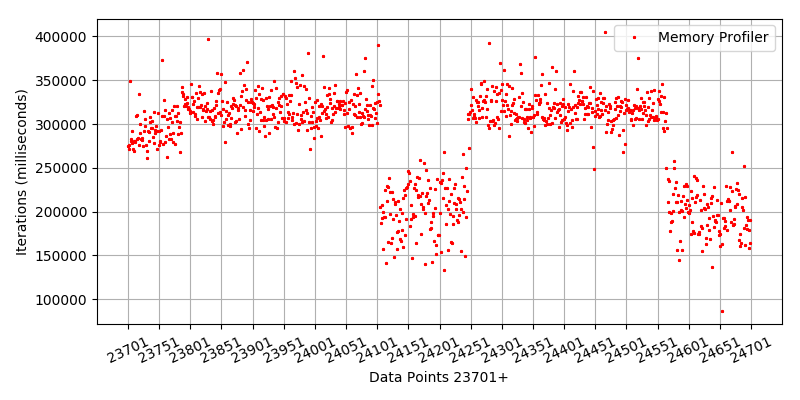 Memory Profiler
Iterations (milliseconds)
400000
350000
300000
250000
200000
150000
100000
23701 23751 23801 23851 23901 23951 24001 24051 24101 24151 24201 24251 24301 24351 24401 24451 24501 24551 24601 24651 24701
Data Points 23701+